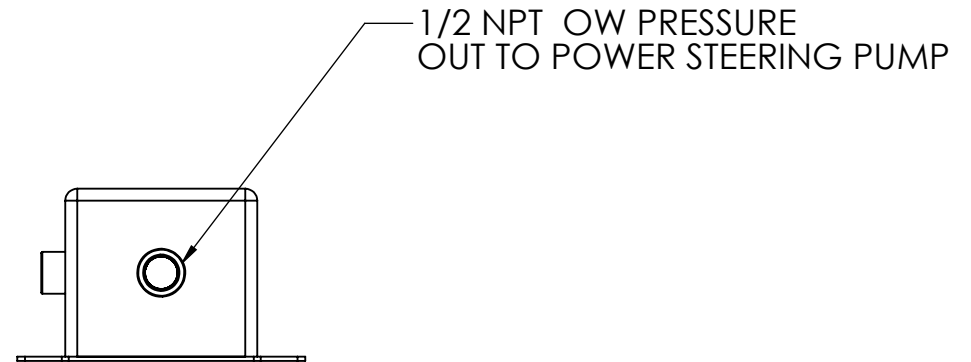 1/2 NPT  OW PRESSURE
OUT TO POWER STEERING PUMP